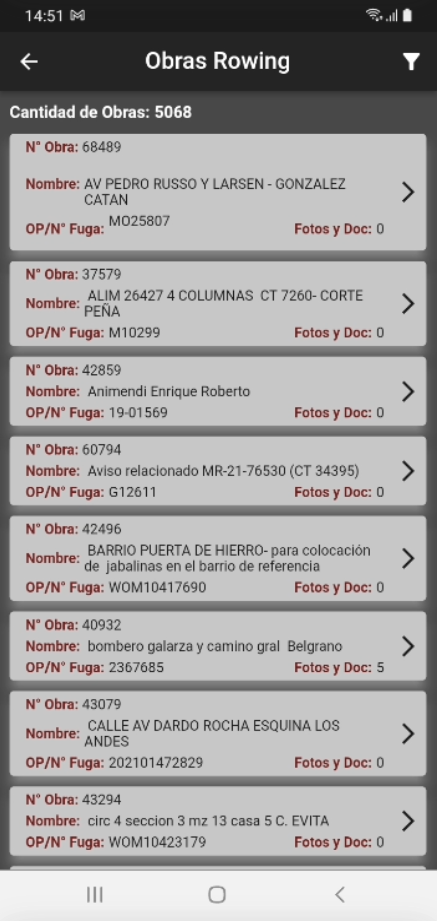 14:51
Obras Rowing
Cantidad de Obras: 5068
N° Obra: 68489
Nombre: AV PEDRO RUSSO Y LARSEN - GONZALEZ
CATAN
OP/N° Fuga: MO25807 Fotos y Doc: 0
N° Obra: 37579
Nombre: ALIM 26427 4 COLUMNAS CT 7260- CORTE
PEÑA
OP/N° Fuga: M10299 Fotos y Doc: 0
N° Obra: 42859
Nombre: Animendi Enrique Roberto
OP/N° Fuga: 19-01569 Fotos y Doc: 0
N° Obra: 60794
Nombre: Aviso relacionado MR-21-76530 (CT 34395)
OP/N° Fuga: G12611 Fotos y Doc: 0
N° Obra: 42496
Nombre: BARRIO PUERTA DE HIERRO- para colocación
de jabalinas en el barrio de referencia
OP/N° Fuga: WOM10417690 Fotos y Doc: 0
N° Obra: 40932
Nombre: bombero galarza y camino gral Belgrano
OP/N° Fuga: 2367685 Fotos y Doc: 5
N° Obra: 43079
Nombre: CALLE AV DARDO ROCHA ESQUINA LOS
ANDES
OP/N° Fuga: 202101472829 Fotos y Doc: 0
N° Obra: 43294
Nombre: circ 4 seccion 3 mz 13 casa 5 C. EVITA
OP/N° Fuga: WOM10423179 Fotos y Doc: 0